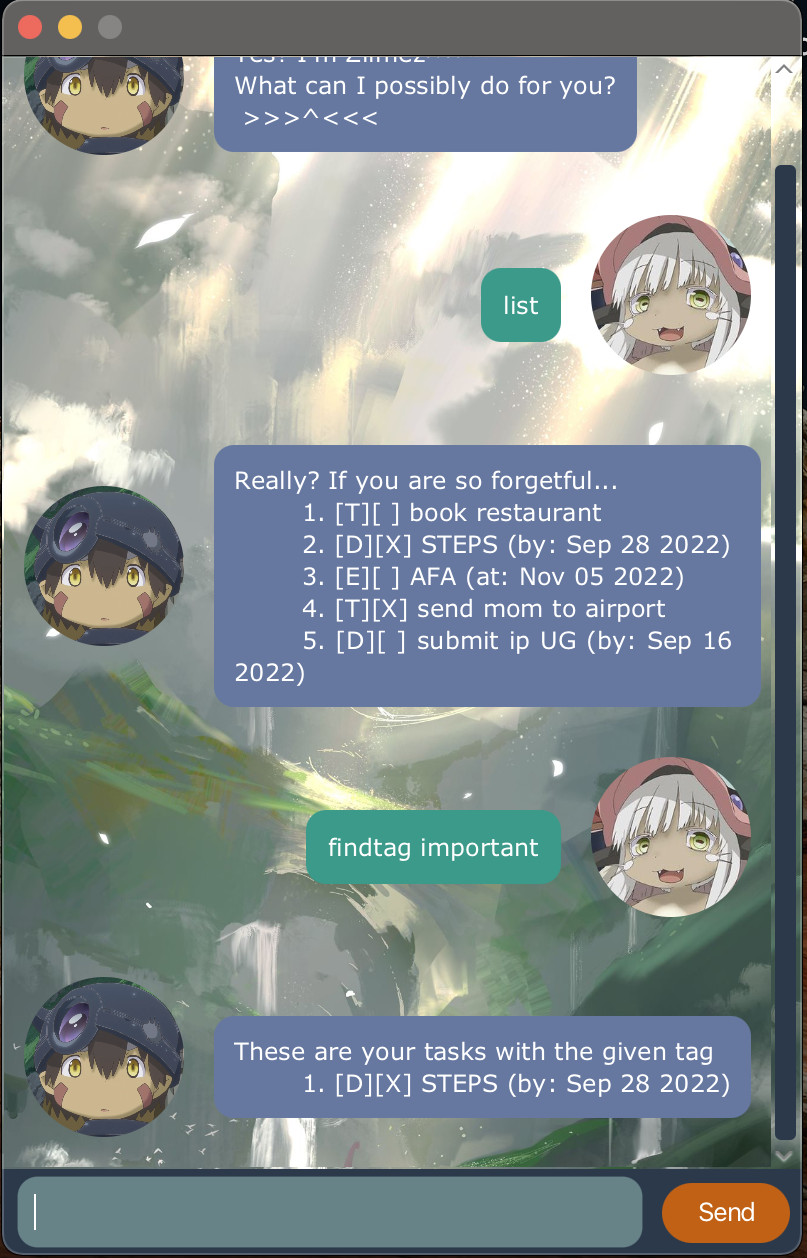 What can I possibly do for you?
>>>^<<<
list
Really? If you are so forgetful...
1. [T][ ] book restaurant
2. [D][X] STEPS (by: Sep 28 2022)
3. [E][ ] AFA (at: Nov 05 2022)
4. [T][X] send mom to airport
5. [D][ ] submit ip UG (by: Sep 16
2022)
findtag important
These are your tasks with the given tag
1. [D][X] STEPS (by: Sep 28 2022)
Send